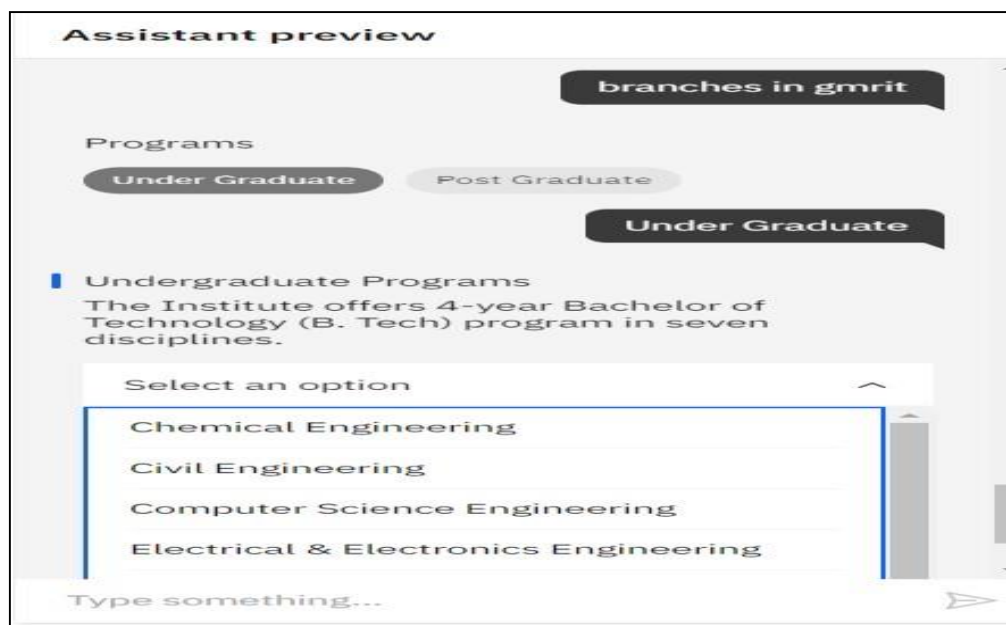 Assistant preview
branches in gmrit
Programs
Under Graduate
Post Graduate
Under Graduate
Undergraduate Programs
The Institute offers 4-year Bachelor of
Technology (B. Tech) program in seven
disciplines.
Select an option
Chemical Engineering
Civil Engineering
Computer Science Engineering
Electrical & Electronics Engineering
Type something...